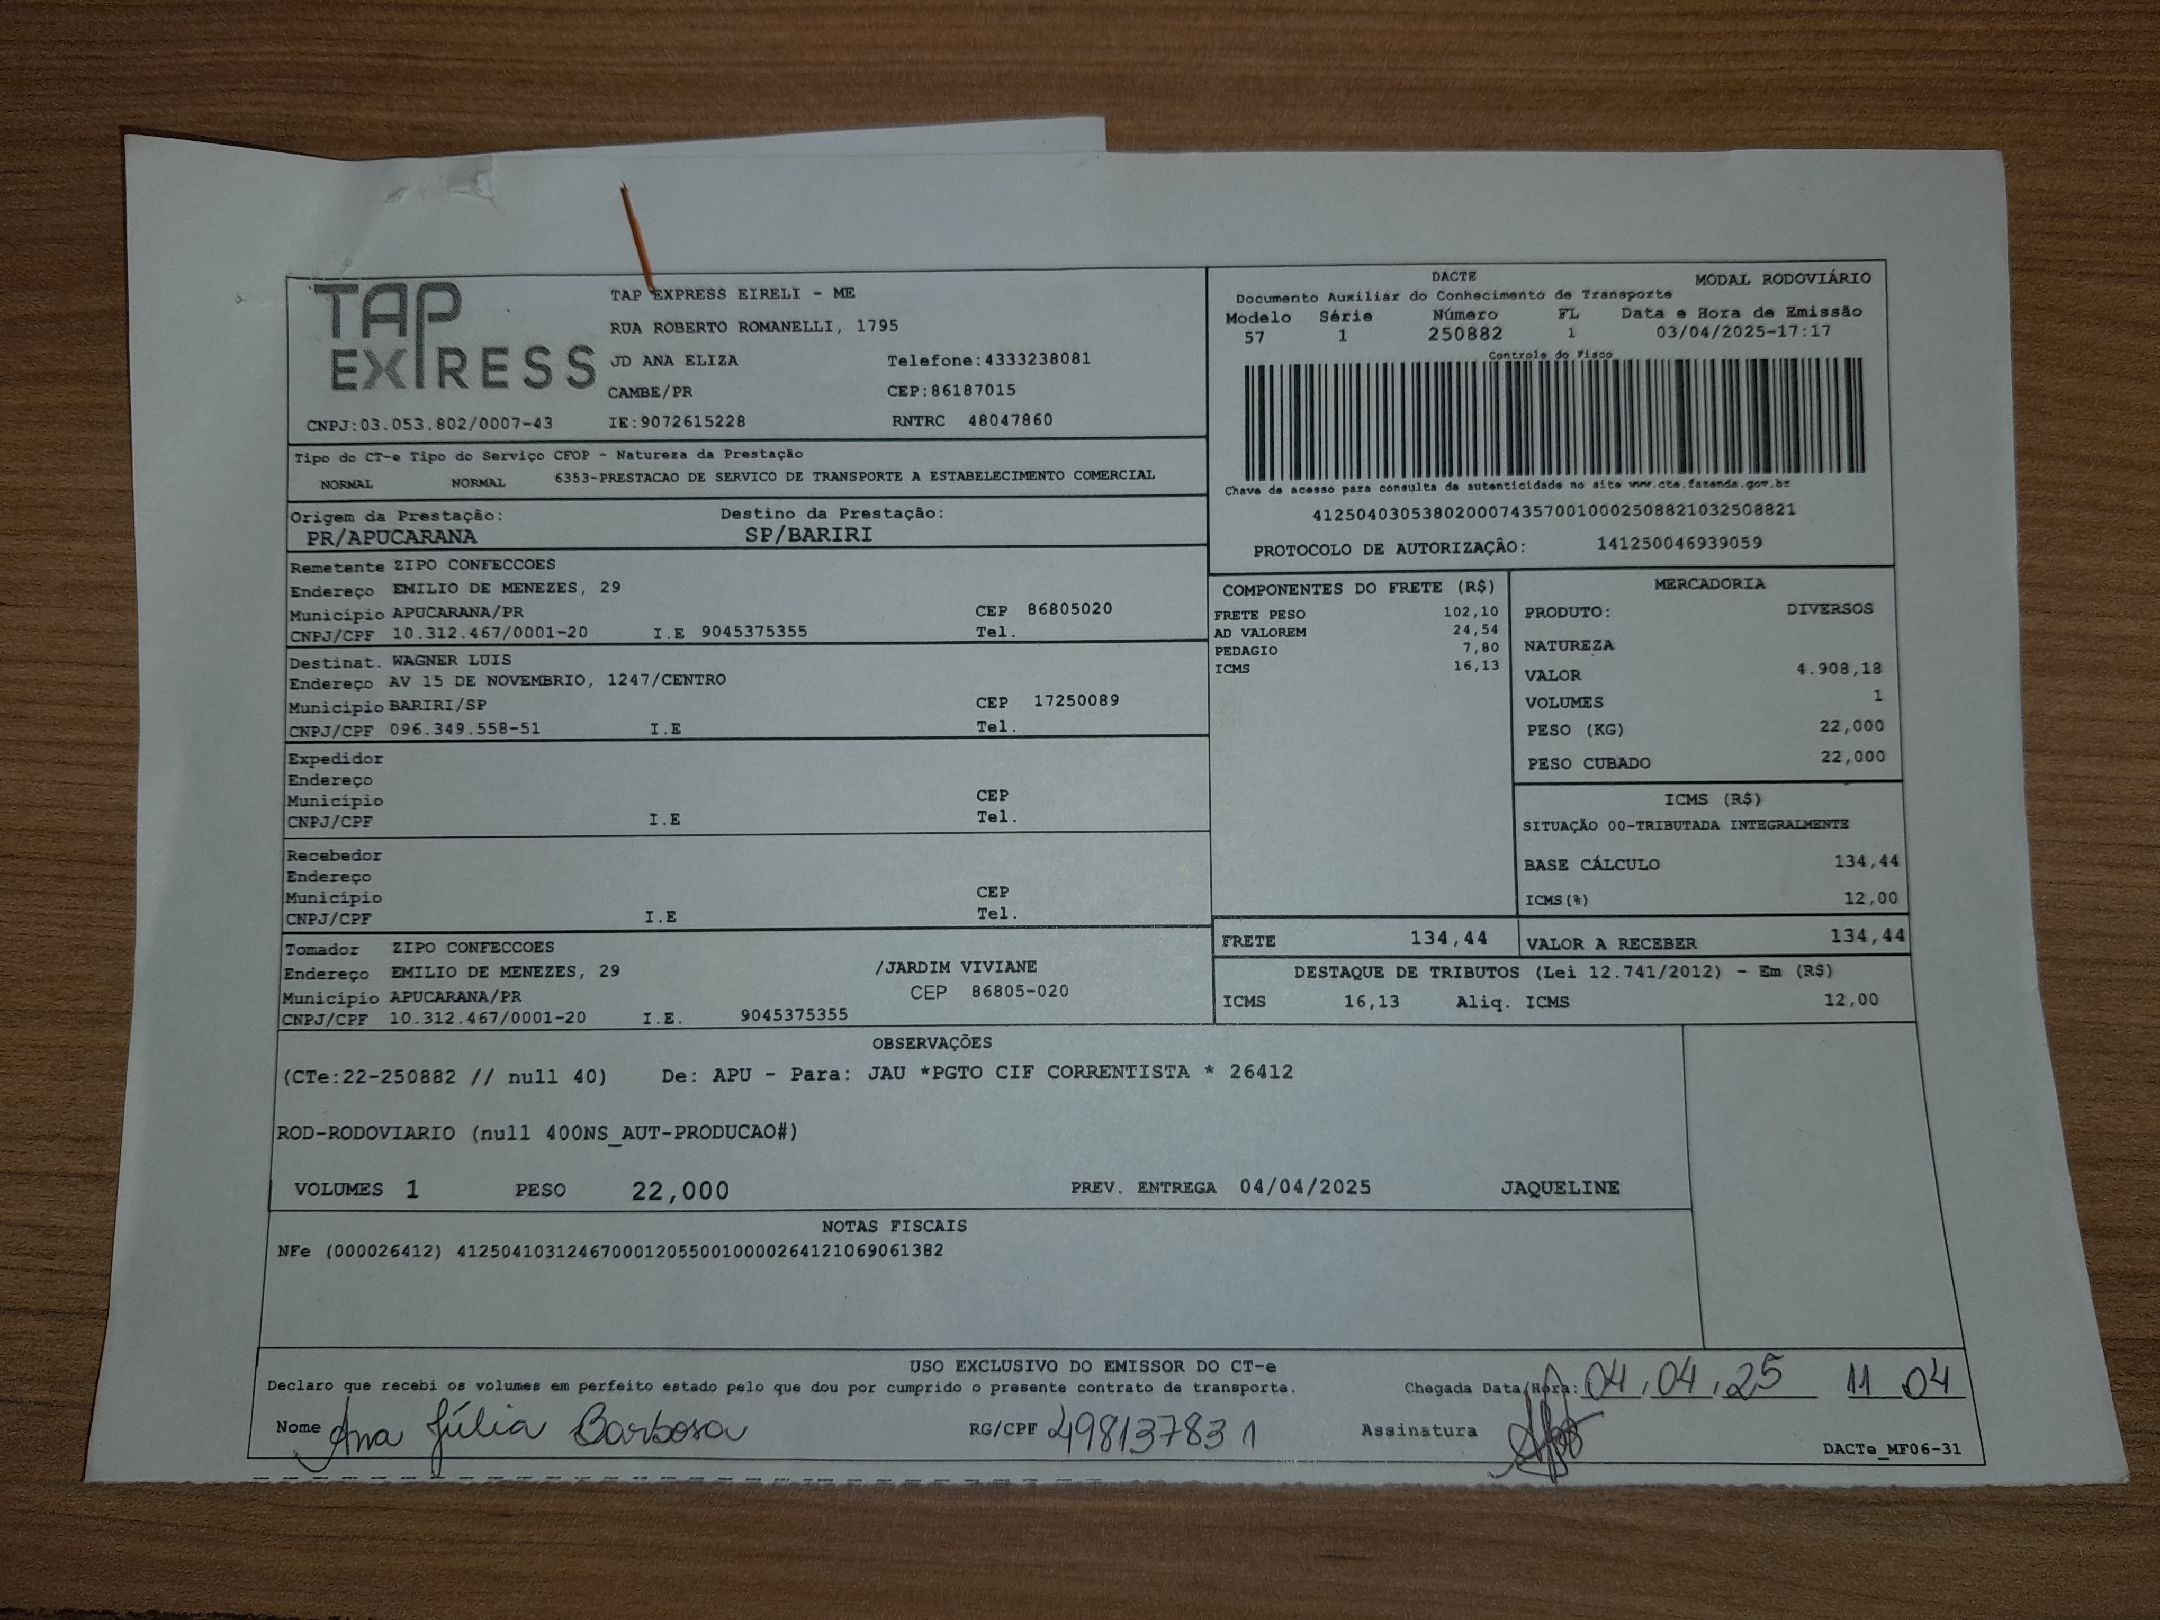 TAP EXPRESS
TAP EXPRESS EIRELI - ME
RUA ROBERTO ROMANELLI, 1795
JD ANA ELIZA Telefone:4333238081
CAMBE/PR CEP:86187015
CNPJ:03.053.802/0007-43 IE:9072615228 RNTRC 48047860
DACTE MODAL RODOVIÁRIO
Documento Auxiliar do Conhecimento de Transporte
Modelo Série Número FL Data e Hora de Emissão
57 1 250882 1 03/04/2025-17:17
Controle do Fisco
Chave de acesso para consulta de autenticidade no site www.cte.fazenda.gov.br
41250403053802000743570010002508821032508821
PROTOCOLO DE AUTORIZAÇÃO: 141250046939059
Tipo do CT-e Tipo do Serviço CFOP - Natureza da Prestação
NORMAL NORMAL 6353-PRESTACAO DE SERVICO DE TRANSPORTE A ESTABELECIMENTO COMERCIAL
Origem da Prestação: Destino da Prestação:
PR/APUCARANA SP/BARIRI
Remetente ZIPO CONFECCOES
Endereço EMILIO DE MENEZES, 29
Município APUCARANA/PR CEP 86805020
CNPJ/CPF 10.312.467/0001-20 I.E 9045375355 Tel.
Destinat. WAGNER LUIS
Endereço AV 15 DE NOVEMBRIO, 1247/CENTRO
Município BARIRI/SP CEP 17250089
CNPJ/CPF 096.349.558-51 I.E Tel.
Expedidor
Endereço
Município CEP
CNPJ/CPF I.E Tel.
Recebedor
Endereço
Município CEP
CNPJ/CPF I.E Tel.
Tomador ZIPO CONFECCOES
Endereço EMILIO DE MENEZES, 29 /JARDIM VIVIANE
Município APUCARANA/PR CEP 86805-020
CNPJ/CPF 10.312.467/0001-20 I.E. 9045375355
COMPONENTES DO FRETE (R$)
FRETE PESO 102,10
AD VALOREM 24,54
PEDAGIO 7,80
ICMS 16,13
MERCADORIA
PRODUTO: DIVERSOS
NATUREZA
VALOR 4.908,18
VOLUMES 1
PESO (KG) 22,000
PESO CUBADO 22,000
ICMS (R$)
SITUAÇÃO 00-TRIBUTADA INTEGRALMENTE
BASE CÁLCULO 134,44
ICMS(%) 12,00
FRETE 134,44 VALOR A RECEBER 134,44
DESTAQUE DE TRIBUTOS (Lei 12.741/2012) - Em (R$)
ICMS 16,13 Aliq. ICMS 12,00
OBSERVAÇÕES
(CTe:22-250882 // null 40) De: APU - Para: JAU *PGTO CIF CORRENTISTA * 26412
ROD-RODOVIARIO (null 400NS_AUT-PRODUCAO#)
VOLUMES 1 PESO 22,000 PREV. ENTREGA 04/04/2025 JAQUELINE
NOTAS FISCAIS
NFe (000026412) 41250410312467000120550010000264121069061382
USO EXCLUSIVO DO EMISSOR DO CT-e
Declaro que recebi os volumes em perfeito estado pelo que dou por cumprido o presente contrato de transporte. Chegada Data/Hora: 04,04,25 11 04
Nome Ana Júlia Barbosa RG/CPF 498137831 Assinatura
DACTe_MF06-31